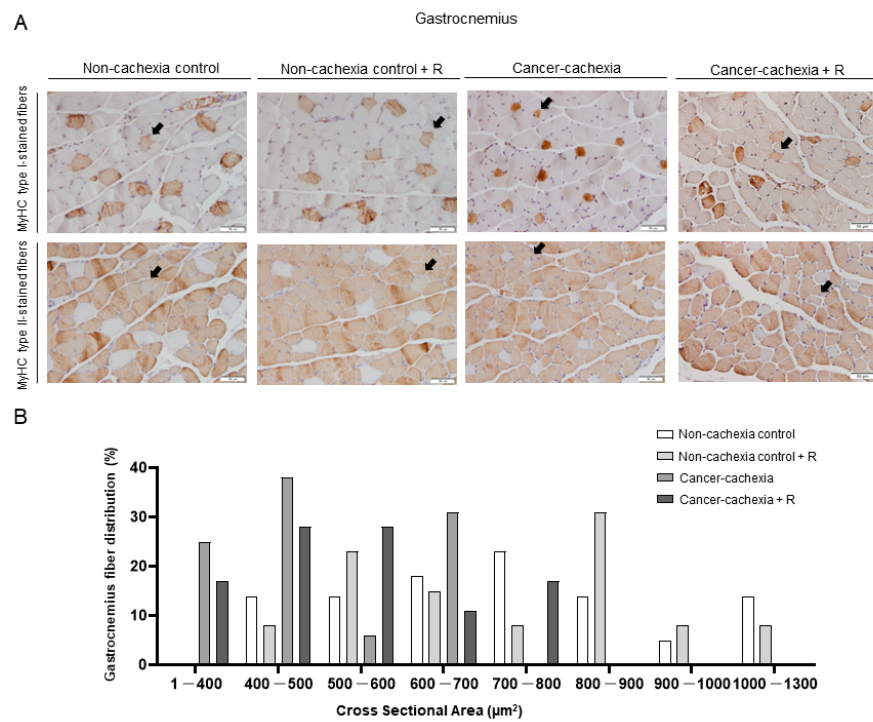 A
Gastrocnemius
Non-cachexia control
Non-cachexia control + R
Cancer-cachexia
Cancer-cachexia + R
MyHC type I-stained fibers
MyHC type II-stained fibers
B
Non-cachexia control
Non-cachexia control + R
Cancer-cachexia
Cancer-cachexia + R
Gastrocnemius fiber distribution (%)
40
30
20
10
0
1 – 400 400 – 500 500 – 600 600 – 700 700 – 800 800 – 900 900 – 1000 1000 – 1300
Cross Sectional Area (µm²)